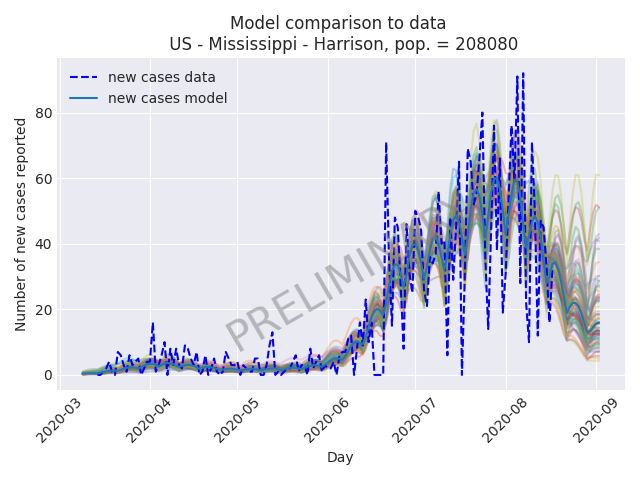 Model comparison to data
US - Mississippi - Harrison, pop. = 208080
new cases data
new cases model
Number of new cases reported
80
60
40
20
0
2020-03
2020-04
2020-05
2020-06
2020-07
2020-08
2020-09
Day